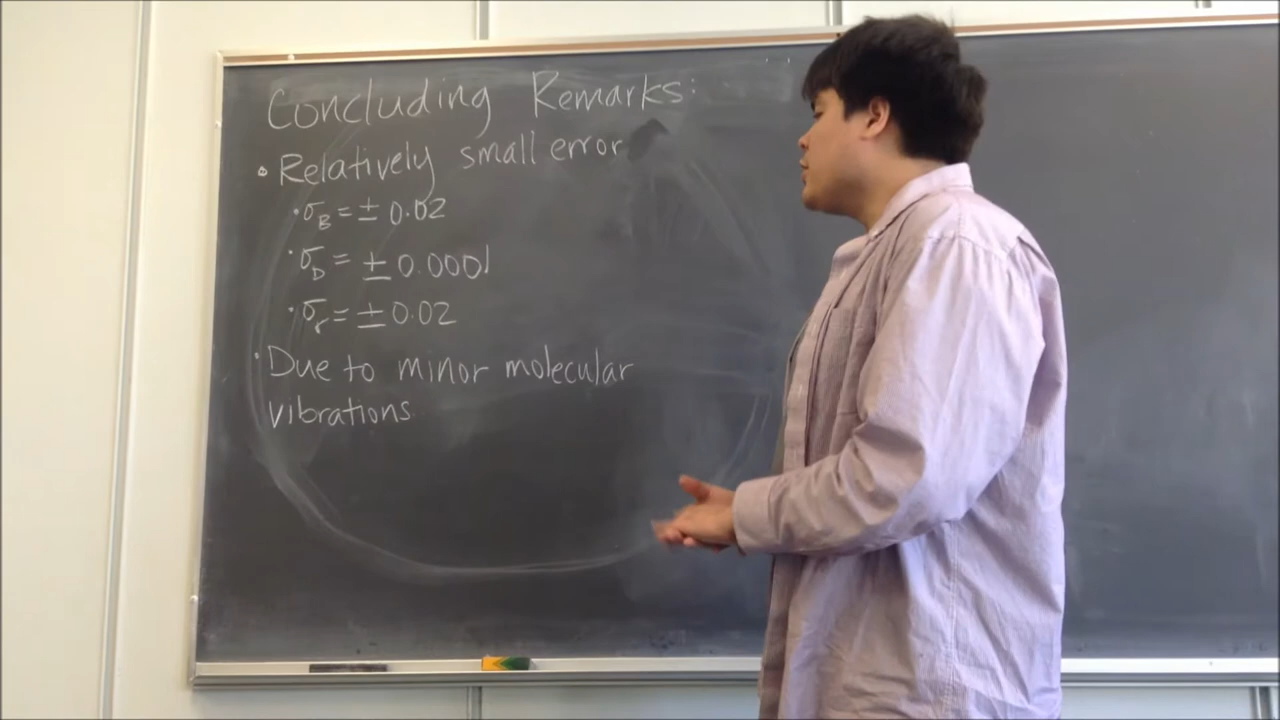 Concluding Remarks:
• Relatively small error
• σB = ± 0.02
• σD = ± 0.0001
• σr = ± 0.02
• Due to minor molecular
vibrations